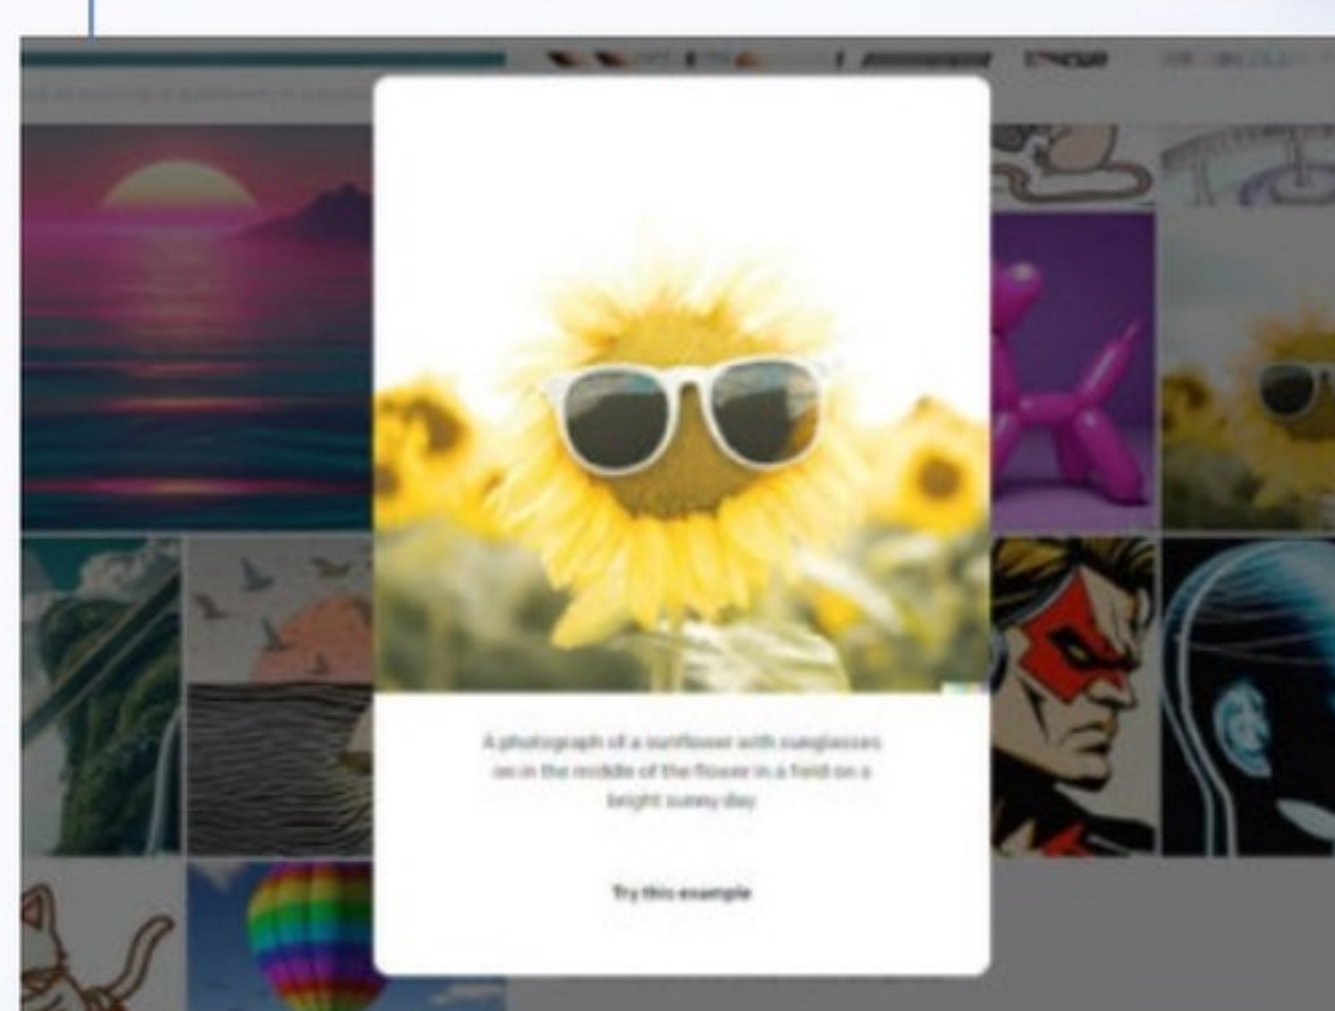 A photograph of a sunflower with sunglasses
on in the middle of the flower in a field on a
bright sunny day
Try this example